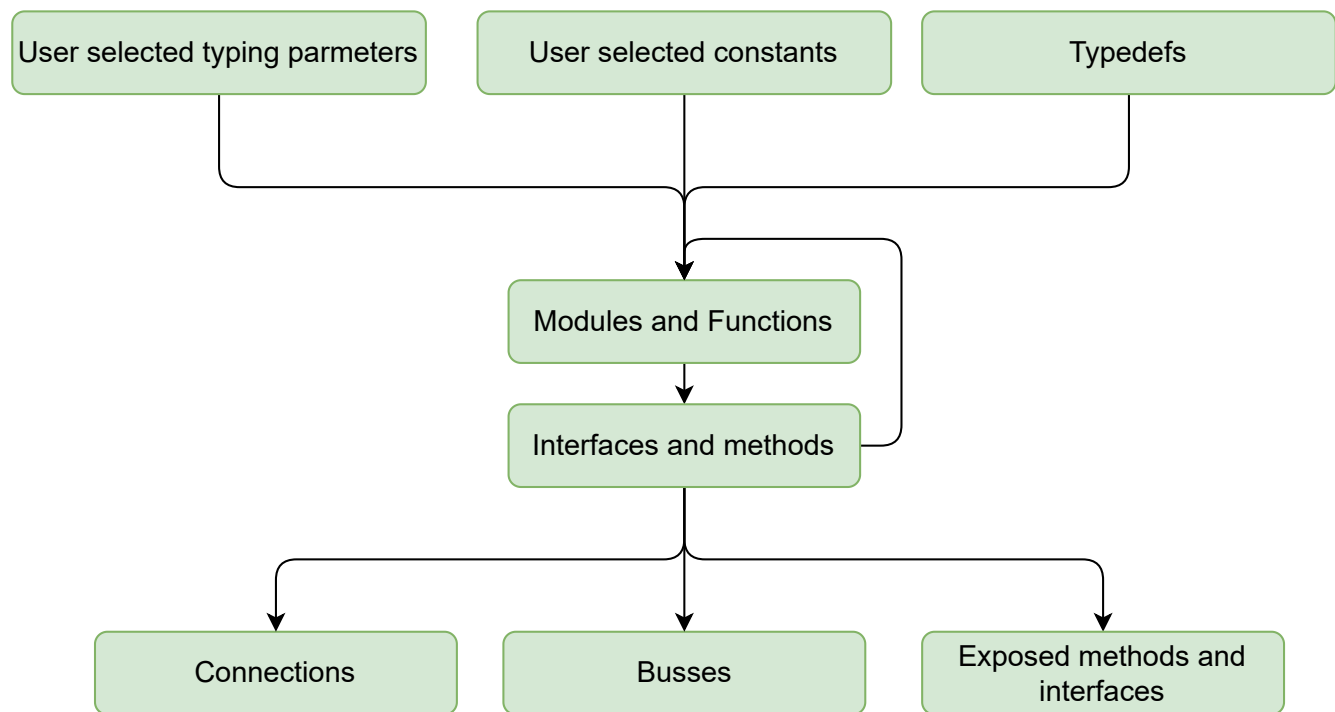 User selected typing parmeters
User selected constants
Typedefs
Modules and Functions
Interfaces and methods
Connections
Busses
Exposed methods and
interfaces